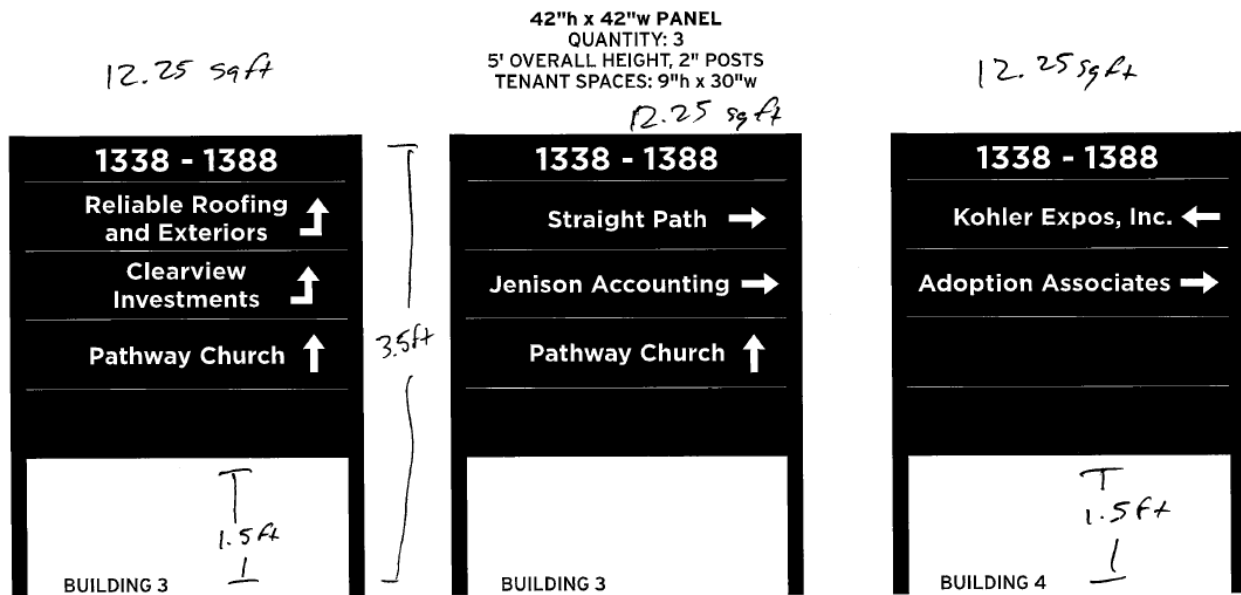 42"h x 42"w PANEL
QUANTITY: 3
5' OVERALL HEIGHT, 2" POSTS
TENANT SPACES: 9"h x 30"w
12.25 sqft
12.25 sqft
12.25 sqft
1338 - 1388
Reliable Roofing
and Exteriors
Clearview
Investments
Pathway Church
3.5ft
1.5ft
BUILDING 3
1338 - 1388
Straight Path
Jenison Accounting
Pathway Church
BUILDING 3
1338 - 1388
Kohler Expos, Inc.
Adoption Associates
1.5ft
BUILDING 4